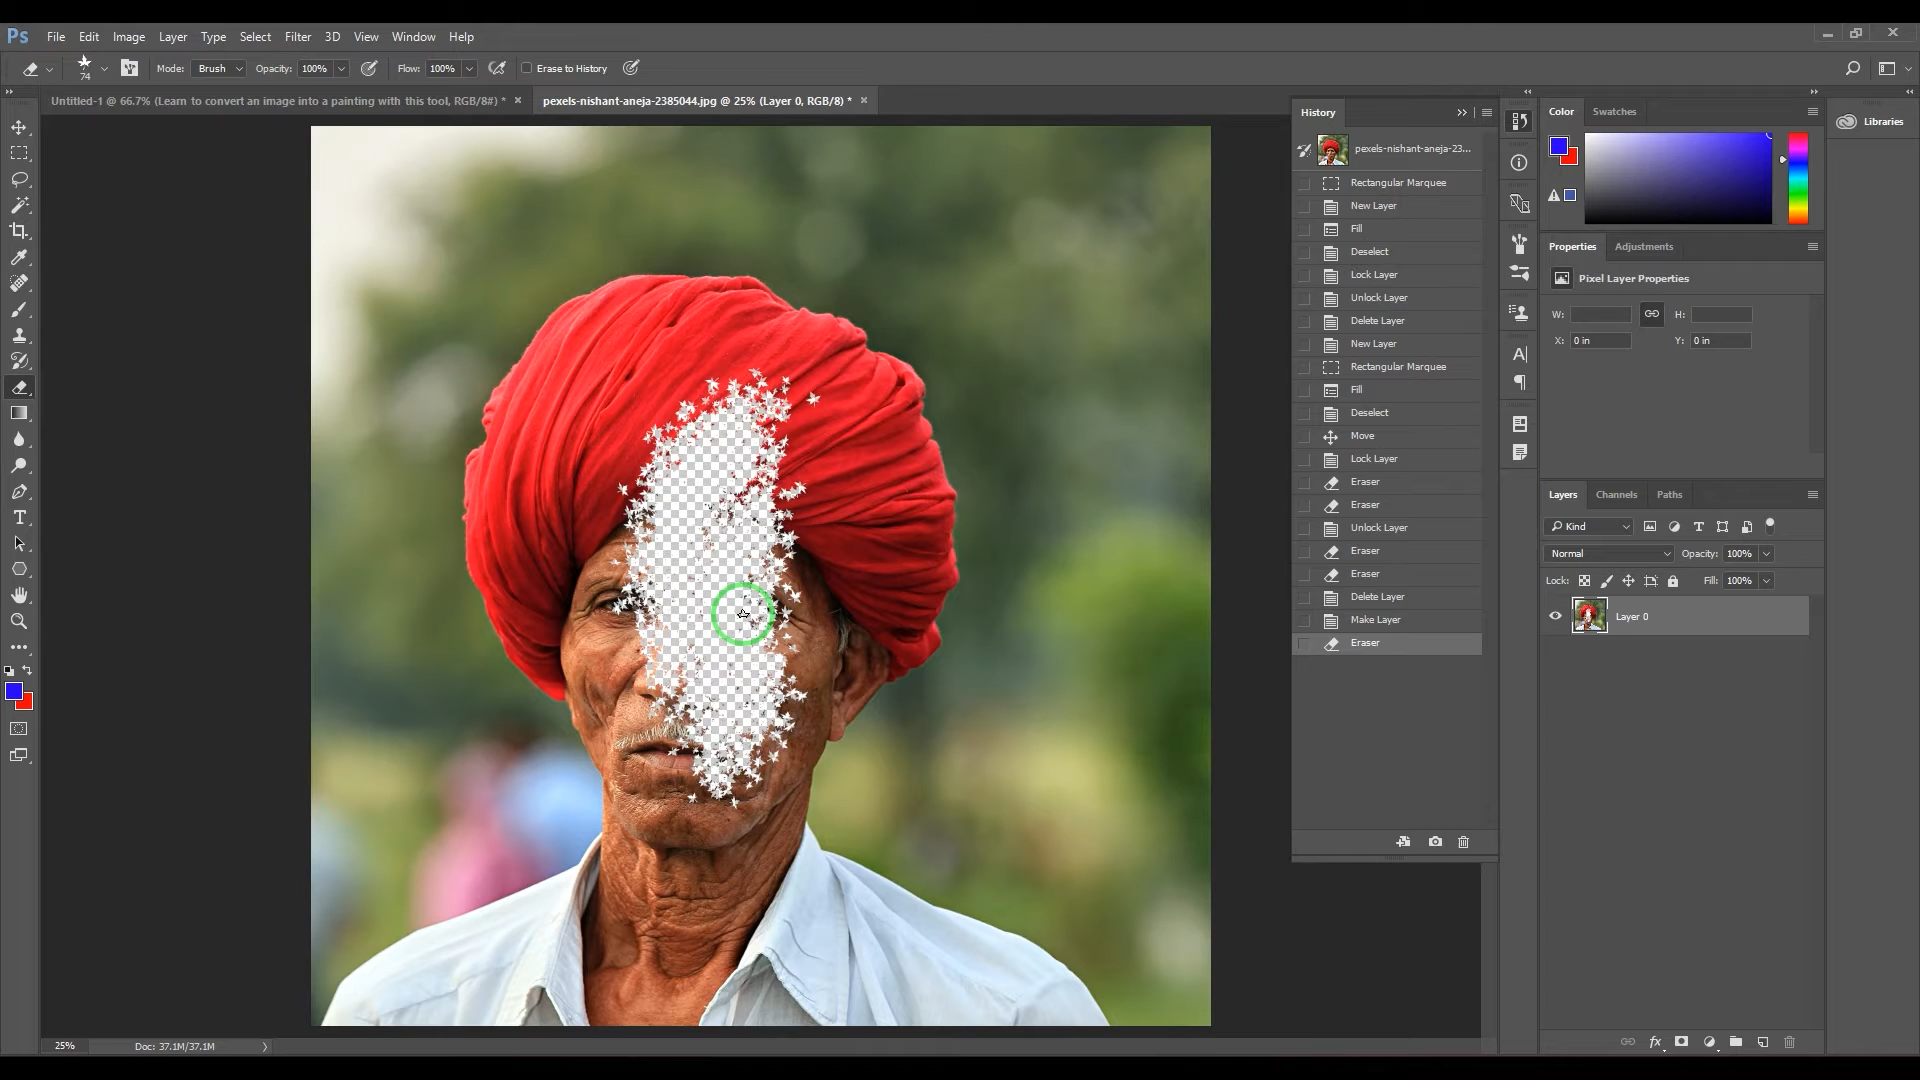 Ps File Edit Image Layer Type Select Filter 3D View Window Help
74 Mode: Brush Opacity: 100% Flow: 100% Erase to History
Untitled-1 @ 66.7% (Learn to convert an image into a painting with this tool, RGB/8#) * ×
pexels-nishant-aneja-2385044.jpg @ 25% (Layer 0, RGB/8) * ×
History
pexels-nishant-aneja-23...
Rectangular Marquee
New Layer
Fill
Deselect
Lock Layer
Unlock Layer
Delete Layer
New Layer
Rectangular Marquee
Fill
Deselect
Move
Lock Layer
Eraser
Eraser
Unlock Layer
Eraser
Eraser
Delete Layer
Make Layer
Eraser
Color Swatches
Libraries
Properties Adjustments
Pixel Layer Properties
W: H:
X: 0 in Y: 0 in
Layers Channels Paths
Kind
Normal Opacity: 100%
Lock: Fill: 100%
Layer 0
fx
25% Doc: 37.1M/37.1M